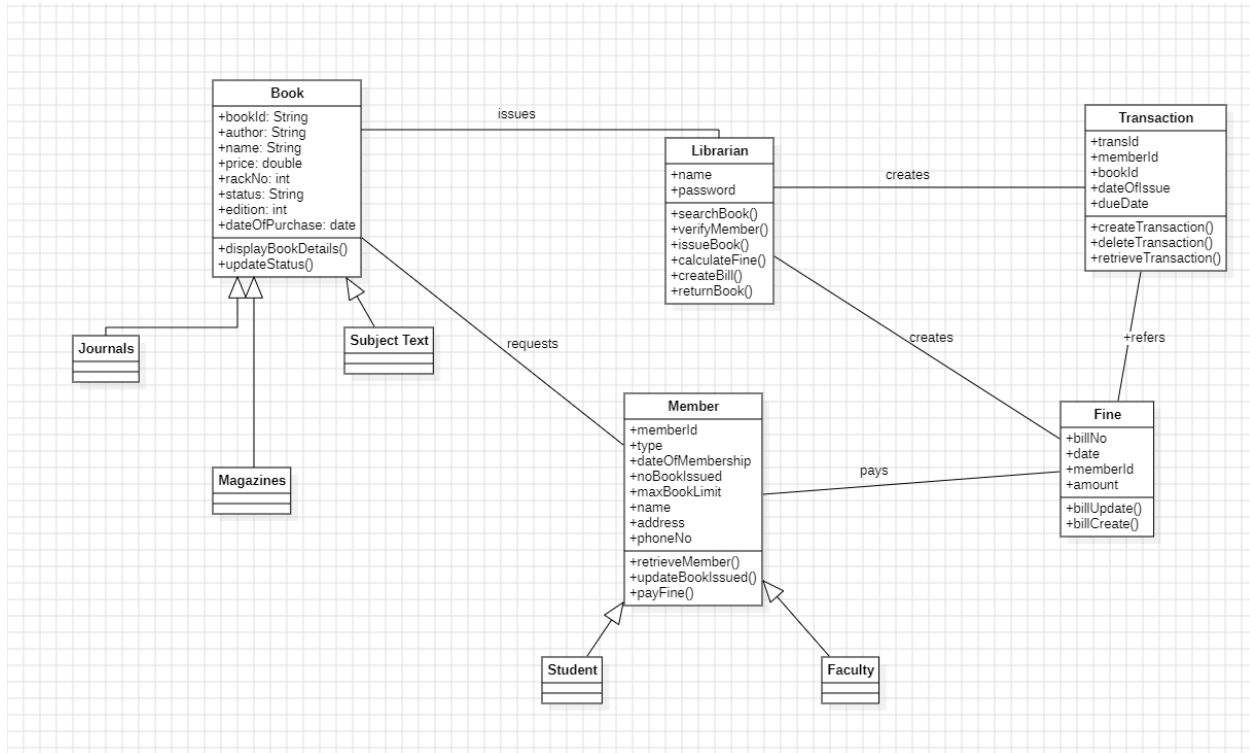 Book
+bookId: String
+author: String
+name: String
+price: double
+rackNo: int
+status: String
+edition: int
+dateOfPurchase: date
+displayBookDetails()
+updateStatus()
issues
Librarian
+name
+password
+searchBook()
+verifyMember()
+issueBook()
+calculateFine()
+createBill()
+returnBook()
creates
Transaction
+transId
+memberId
+bookId
+dateOfIssue
+dueDate
+createTransaction()
+deleteTransaction()
+retrieveTransaction()
Journals
Subject Text
requests
creates
+refers
Magazines
Member
+memberId
+type
+dateOfMembership
+noBookIssued
+maxBookLimit
+name
+address
+phoneNo
+retrieveMember()
+updateBookIssued()
+payFine()
pays
Fine
+billNo
+date
+memberId
+amount
+billUpdate()
+billCreate()
Student
Faculty